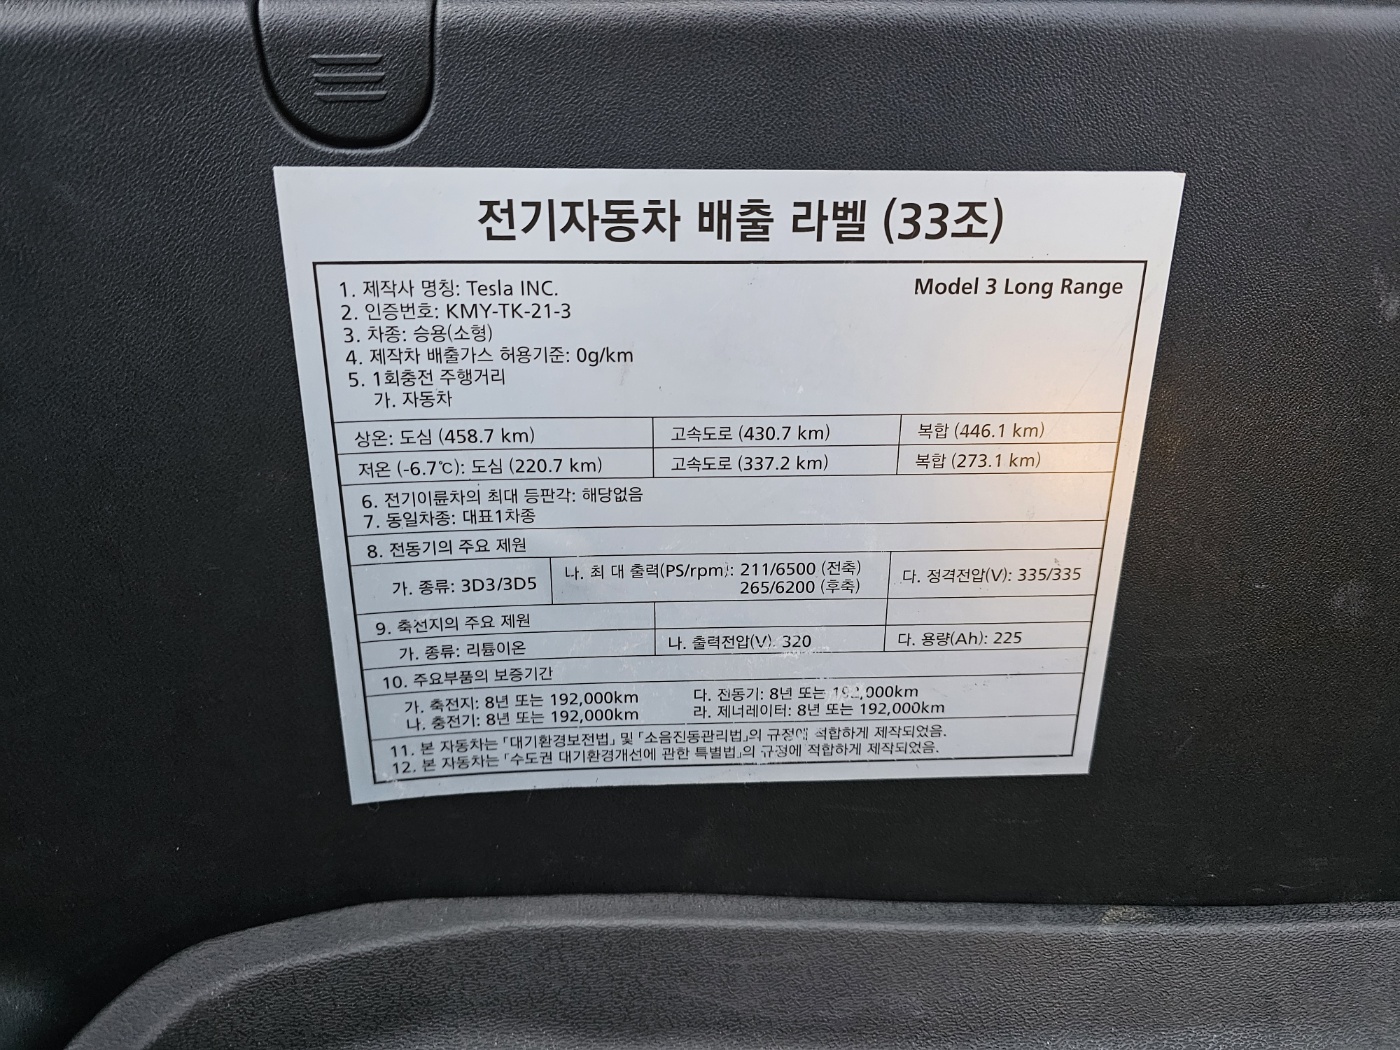 전기자동차 배출 라벨 (33조)
Model 3 Long Range
1. 제작사 명칭: Tesla INC.
2. 인증번호: KMY-TK-21-3
3. 차종: 승용(소형)
4. 제작차 배출가스 허용기준: 0g/km
5. 1회충전 주행거리
가. 자동차
상온: 도심 (458.7 km) 고속도로 (430.7 km) 복합 (446.1 km)
저온 (-6.7℃): 도심 (220.7 km) 고속도로 (337.2 km) 복합 (273.1 km)
6. 전기이륜차의 최대 등판각: 해당없음
7. 동일차종: 대표1차종
8. 전동기의 주요 제원
가. 종류: 3D3/3D5 나. 최 대 출력(PS/rpm): 211/6500 (전축) 다. 정격전압(V): 335/335
265/6200 (후축)
9. 축전지의 주요 제원
가. 종류: 리튬이온 나. 출력전압(V): 320 다. 용량(Ah): 225
10. 주요부품의 보증기간
가. 축전지: 8년 또는 192,000km 다. 전동기: 8년 또는 192,000km
나. 충전기: 8년 또는 192,000km 라. 제너레이터: 8년 또는 192,000km
11. 본 자동차는 「대기환경보전법」 및 「소음진동관리법」의 규정에 적합하게 제작되었음.
12. 본 자동차는 「수도권 대기환경개선에 관한 특별법」의 규정에 적합하게 제작되었음.